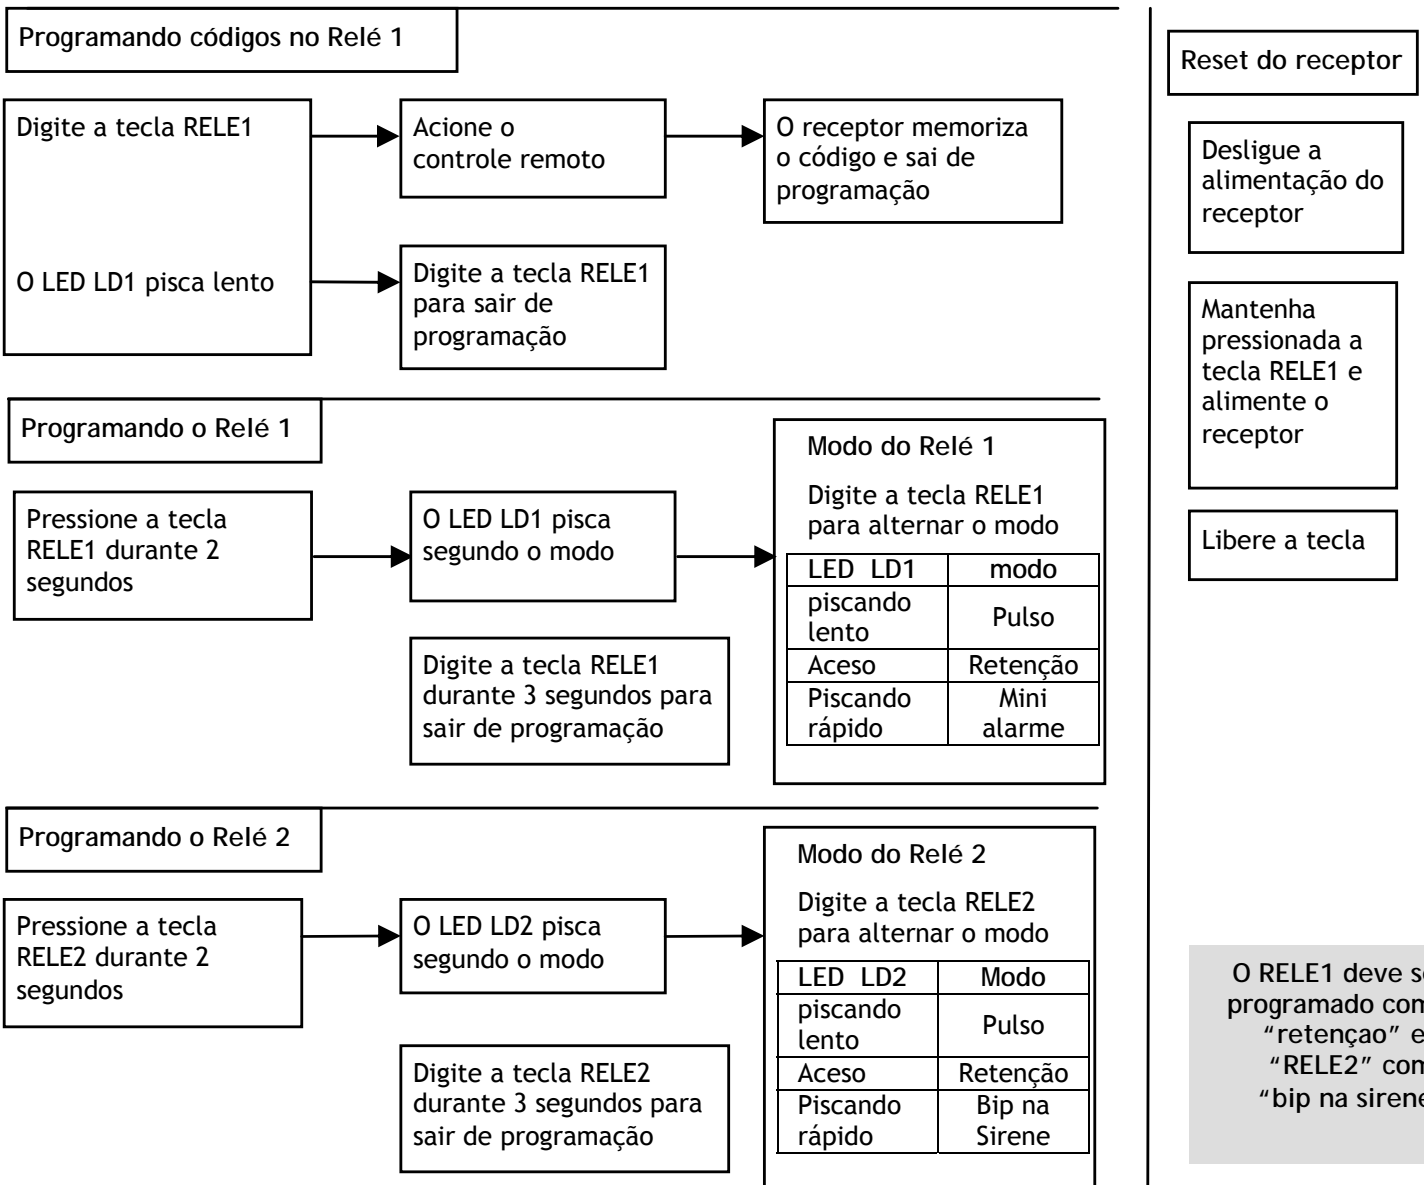 Programando códigos no Relé 1
Digite a tecla RELE1
O LED LD1 pisca lento
Acione o
controle remoto
O receptor memoriza
o código e sai de
programação
Digite a tecla RELE1
para sair de
programação
Programando o Relé 1
Pressione a tecla
RELE1 durante 2
segundos
O LED LD1 pisca
segundo o modo
Digite a tecla RELE1
durante 3 segundos para
sair de programação
Modo do Relé 1
Digite a tecla RELE1
para alternar o modo
LED LD1 modo
piscando
lento
Pulso
Aceso Retenção
Piscando
rápido
Mini
alarme
Programando o Relé 2
Pressione a tecla
RELE2 durante 2
segundos
O LED LD2 pisca
segundo o modo
Digite a tecla RELE2
durante 3 segundos para
sair de programação
Modo do Relé 2
Digite a tecla RELE2
para alternar o modo
LED LD2 Modo
piscando
lento
Pulso
Aceso Retenção
Piscando
rápido
Bip na
Sirene
Reset do receptor
Desligue a
alimentação do
receptor
Mantenha
pressionada a
tecla RELE1 e
alimente o
receptor
Libere a tecla
O RELE1 deve
programado
“retençao” e
“RELE2”
“bip na